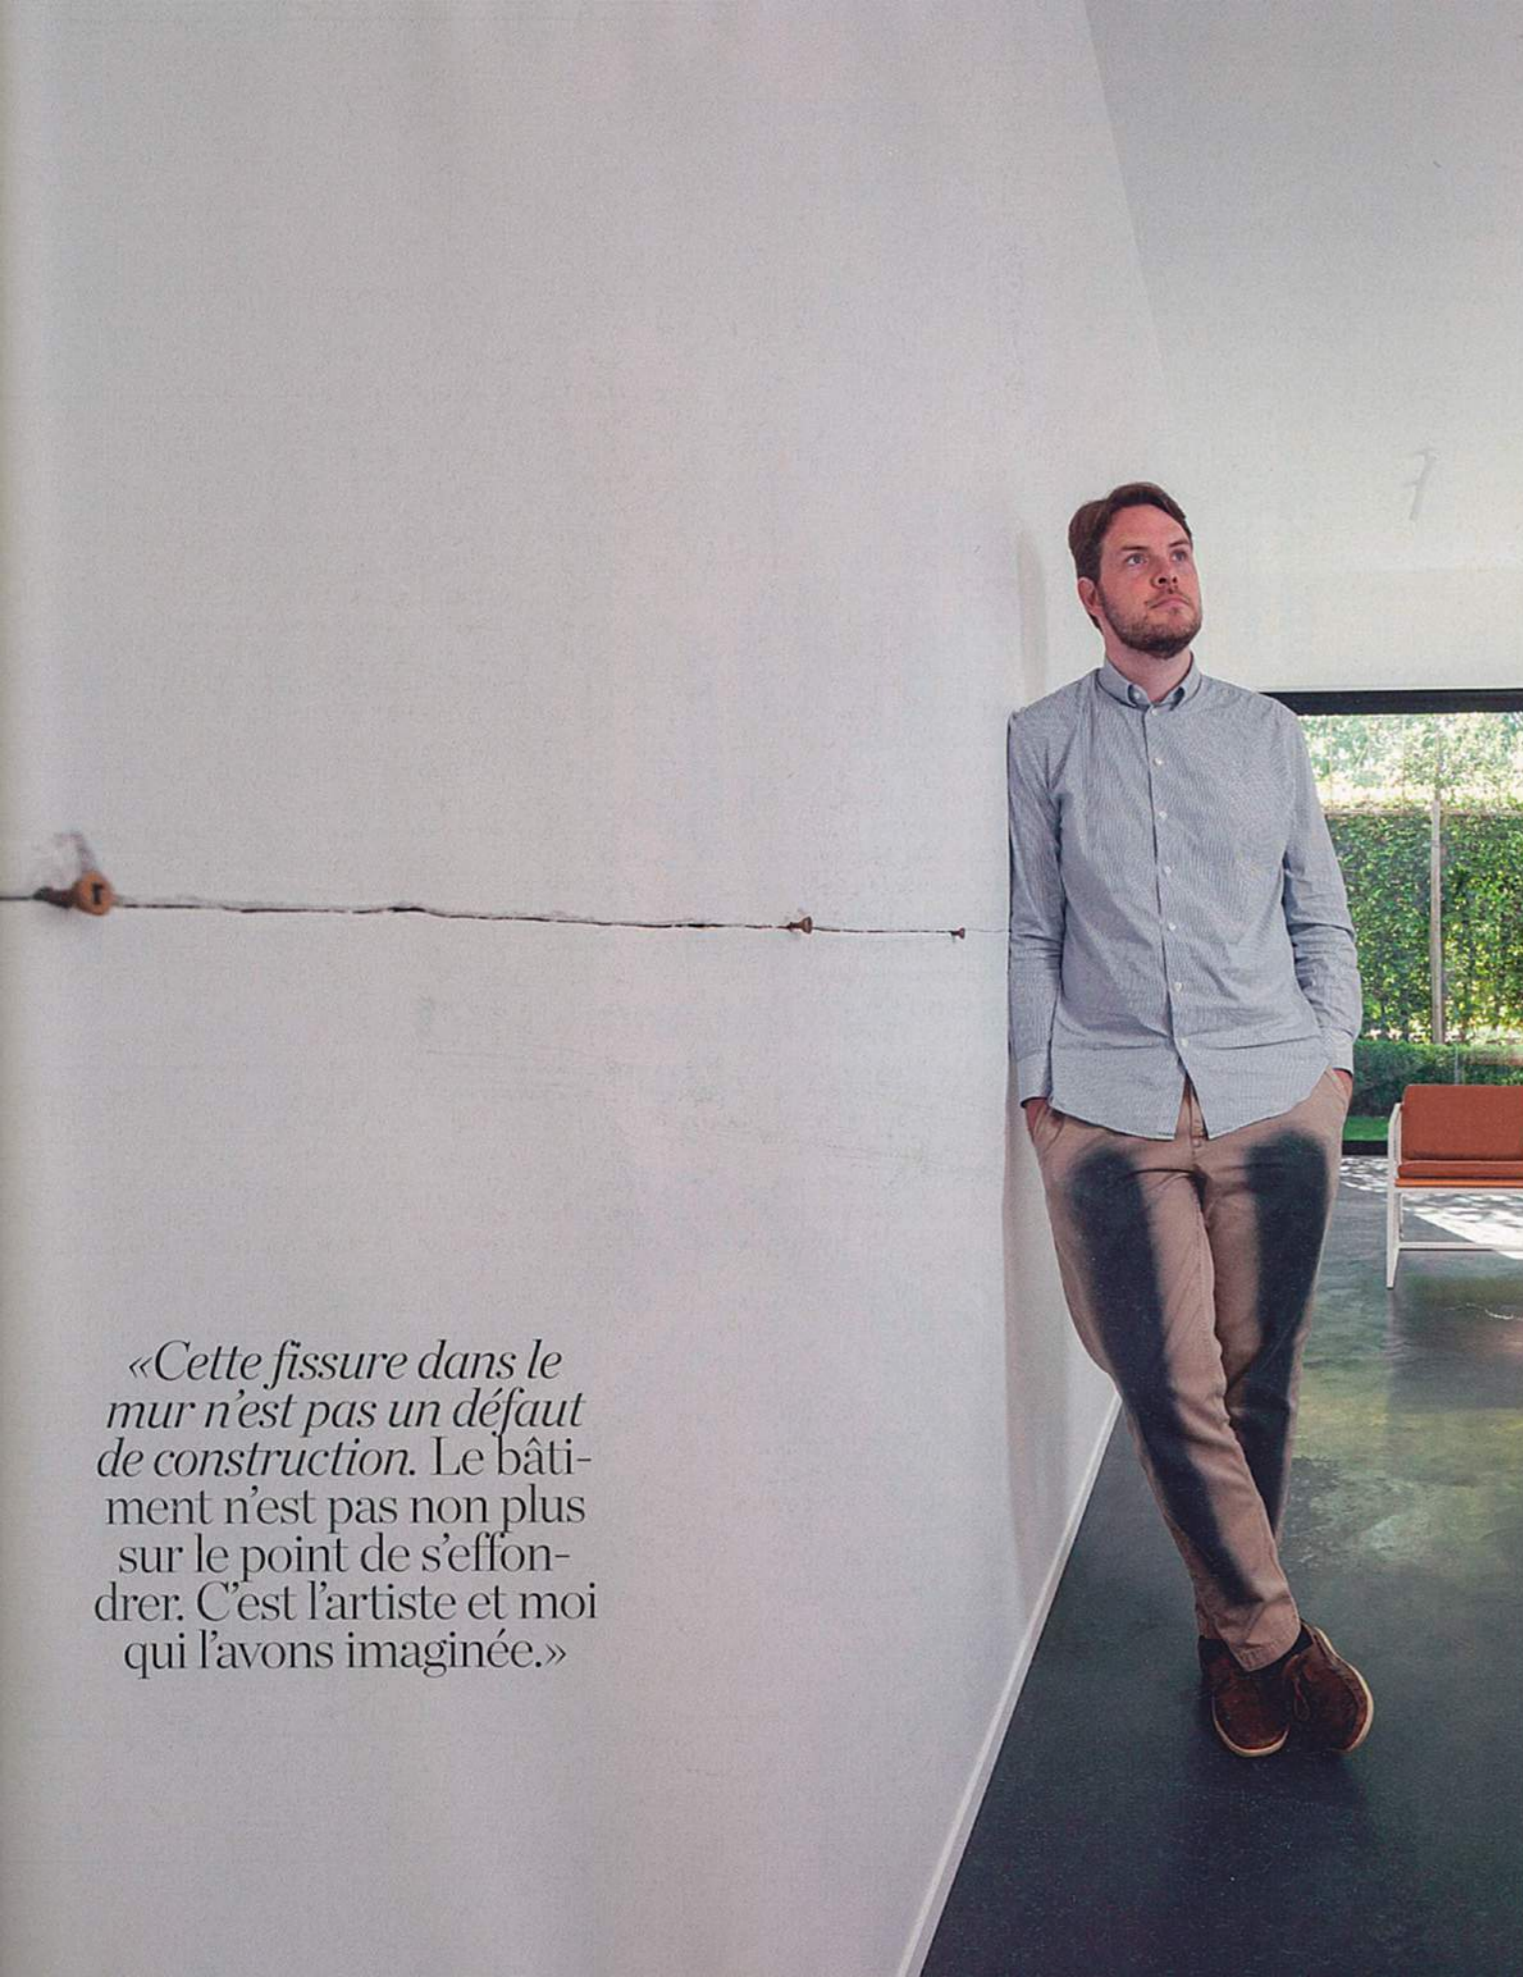 «Cette fissure dans le
mur n'est pas un défaut
de construction. Le bâti-
ment n'est pas non plus
sur le point de s'effon-
drer. C'est l'artiste et moi
qui l'avons imaginée.»